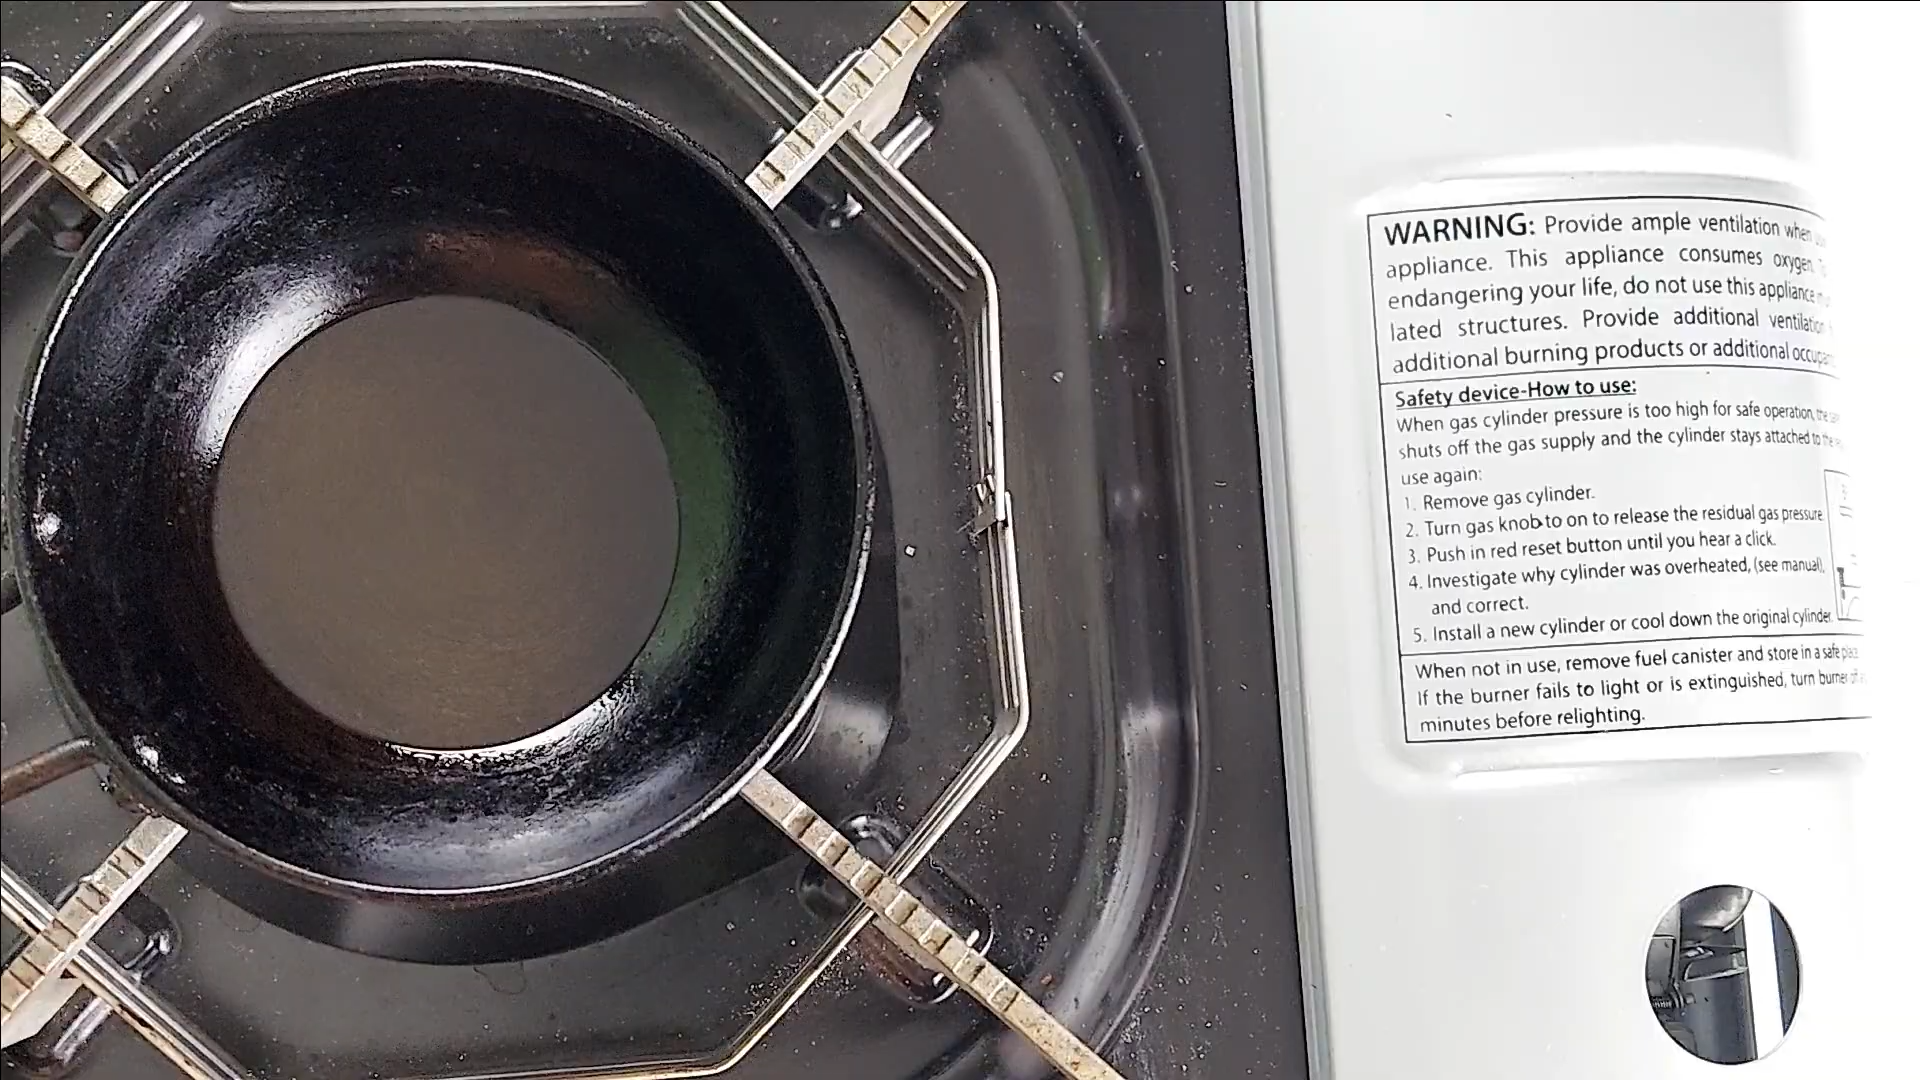 WARNING: Provide ample ventilation when
appliance. This appliance consumes oxygen.
endangering your life, do not use this appliance
lated structures. Provide additional ventilation
additional burning products or additional
Safety device-How to use:
When gas cylinder pressure is too high for safe operation, the
shuts off the gas supply and the cylinder stays attached to the
use again:
1. Remove gas cylinder.
2. Turn gas knob to on to release the residual gas pressure
3. Push in red reset button until you hear a click.
4. Investigate why cylinder was overheated, (see manual),
and correct.
5. Install a new cylinder or cool down the original cylinder.
When not in use, remove fuel canister and store in a safe place
If the burner fails to light or is extinguished, turn burner off
minutes before relighting.